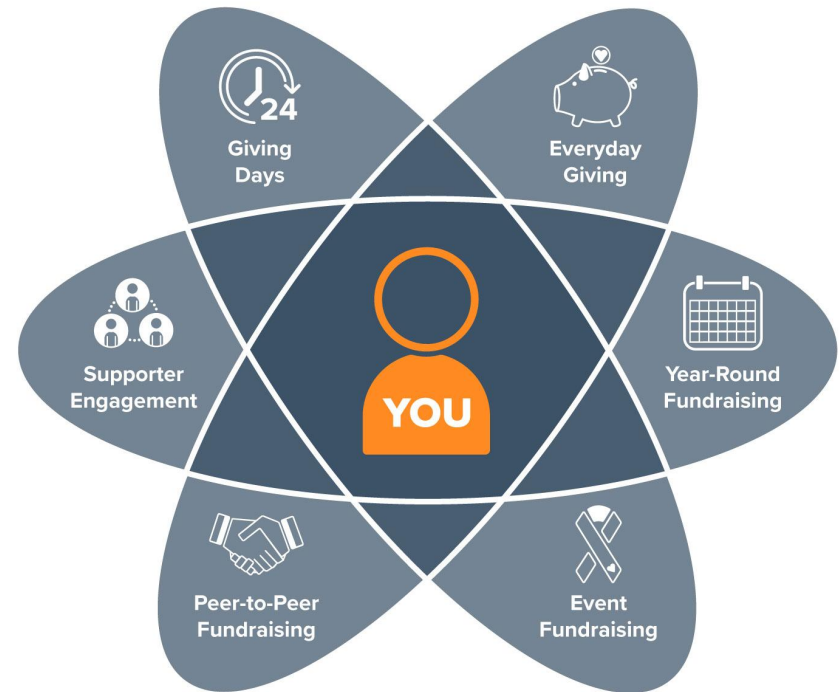 24
Giving
Days
Everyday
Giving
Supporter
Engagement
YOU
Year-Round
Fundraising
Peer-to-Peer
Fundraising
Event
Fundraising